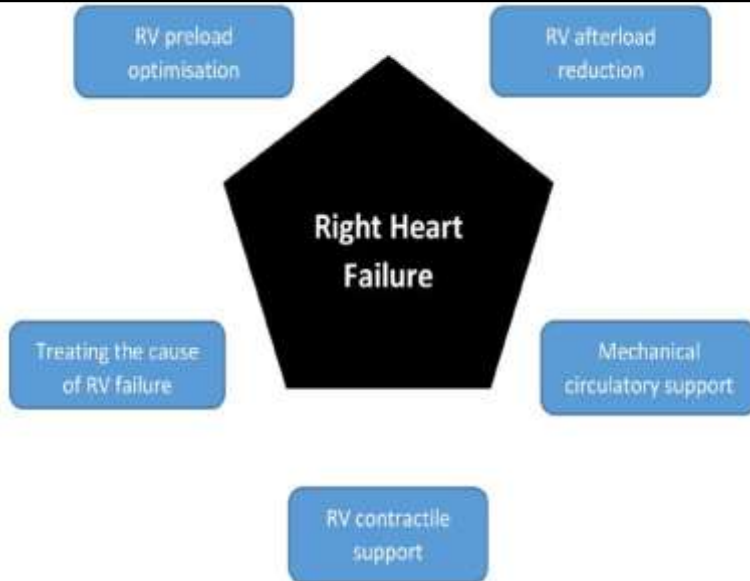 RV preload
optimisation
RV afterload
reduction
Right Heart
Failure
Treating the cause
of RV failure
Mechanical
circulatory support
RV contractile
support